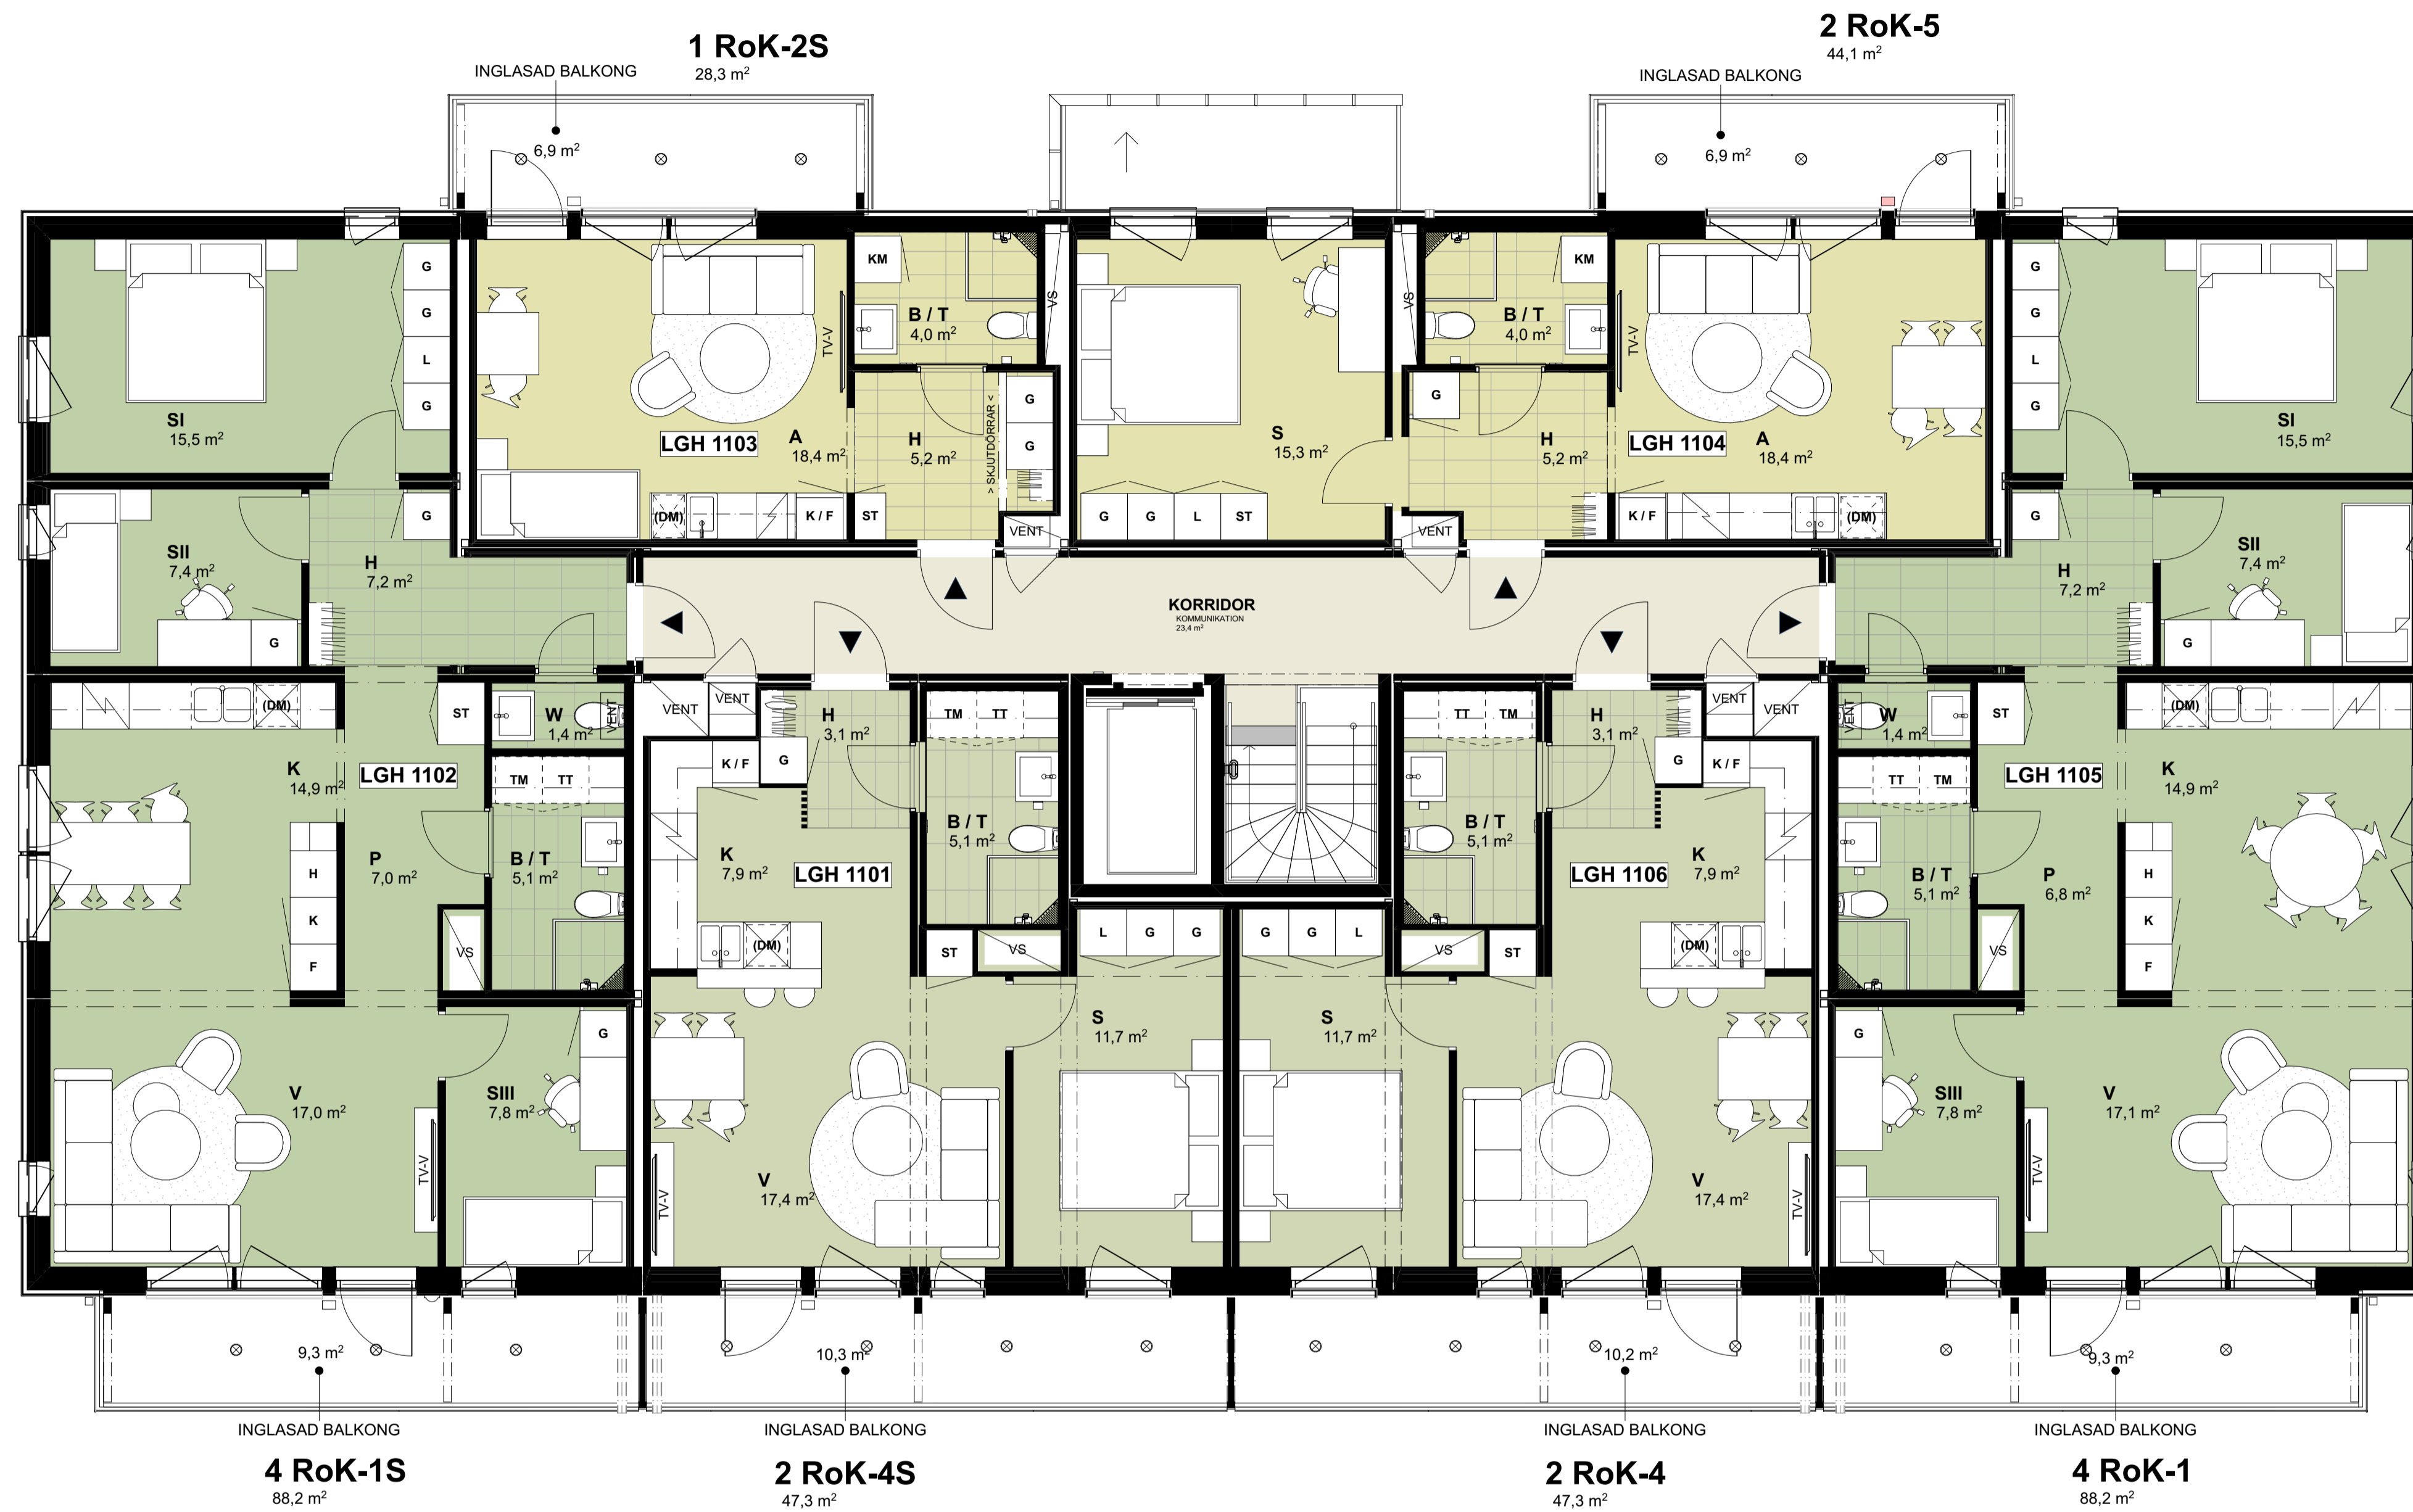 1 RoK-2S
28,3 m²
INGLASAD BALKONG
6,9 m²
2 RoK-5
44,1 m²
INGLASAD BALKONG
6,9 m²
SI
15,5 m²
G
G
L
G
LGH 1103
A
18,4 m²
TV-V
(DM)
K / F
KM
B / T
4,0 m²
VS
H
5,2 m²
> SKJUTDÖRRAR <
G
G
ST
VENT
S
15,3 m²
G
G
L
ST
VS
KM
B / T
4,0 m²
G
H
5,2 m²
VENT
TV-V
LGH 1104
A
18,4 m²
K / F
(DM)
G
G
L
G
SI
15,5 m²
SII
7,4 m²
G
H
7,2 m²
G
KORRIDOR
KOMMUNIKATION
23,4 m²
G
H
7,2 m²
SII
7,4 m²
G
(DM)
K
14,9 m²
LGH 1102
ST
W
1,4 m²
VENT
TM
TT
B / T
5,1 m²
P
7,0 m²
H
K
F
VS
VENT
VENT
K / F
G
H
3,1 m²
TM
TT
B / T
5,1 m²
K
7,9 m²
LGH 1101
(DM)
ST
VS
L
G
G
G
G
L
VS
ST
TT
TM
B / T
5,1 m²
H
3,1 m²
G
K / F
VENT
VENT
K
7,9 m²
LGH 1106
(DM)
VENT
W
1,4 m²
ST
TT
TM
B / T
5,1 m²
LGH 1105
P
6,8 m²
VS
(DM)
K
14,9 m²
H
K
F
V
17,0 m²
TV-V
SIII
7,8 m²
G
V
17,4 m²
TV-V
S
11,7 m²
S
11,7 m²
V
17,4 m²
TV-V
G
SIII
7,8 m²
TV-V
V
17,1 m²
9,3 m²
INGLASAD BALKONG
10,3 m²
INGLASAD BALKONG
10,2 m²
INGLASAD BALKONG
9,3 m²
INGLASAD BALKONG
4 RoK-1S
88,2 m²
2 RoK-4S
47,3 m²
2 RoK-4
47,3 m²
4 RoK-1
88,2 m²